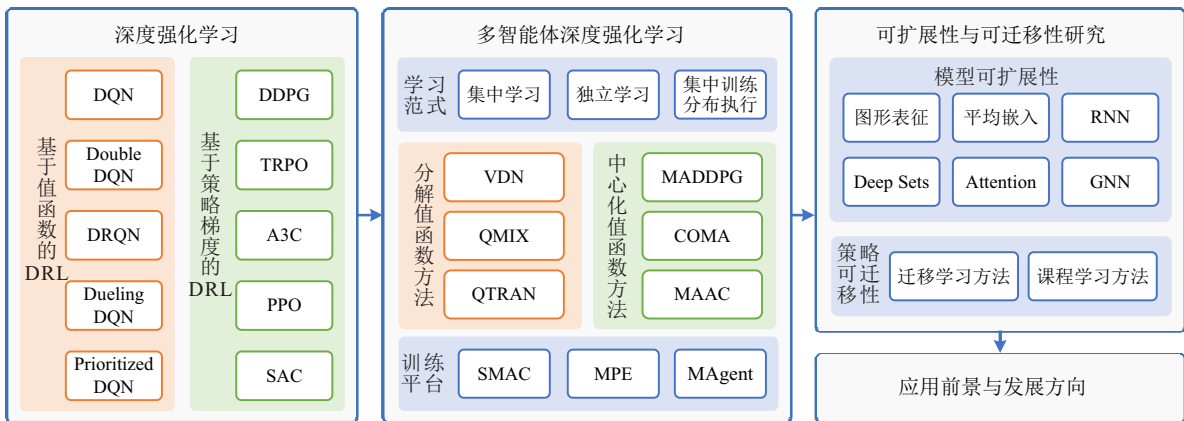 深度强化学习
基于值函数的
DRL
DQN
Double
DQN
DRQN
Dueling
DQN
Prioritized
DQN
基于策略梯度的
DRL
DDPG
TRPO
A3C
PPO
SAC
多智能体深度强化学习
学习
范式
集中学习
独立学习
集中训练
分布执行
分解值函数方法
VDN
QMIX
QTRAN
中心化值函数方法
MADDPG
COMA
MAAC
训练
平台
SMAC
MPE
MAgent
可扩展性与可迁移性研究
模型可扩展性
图形表征
平均嵌入
RNN
Deep Sets
Attention
GNN
策略
可迁
移性
迁移学习方法
课程学习方法
应用前景与发展方向